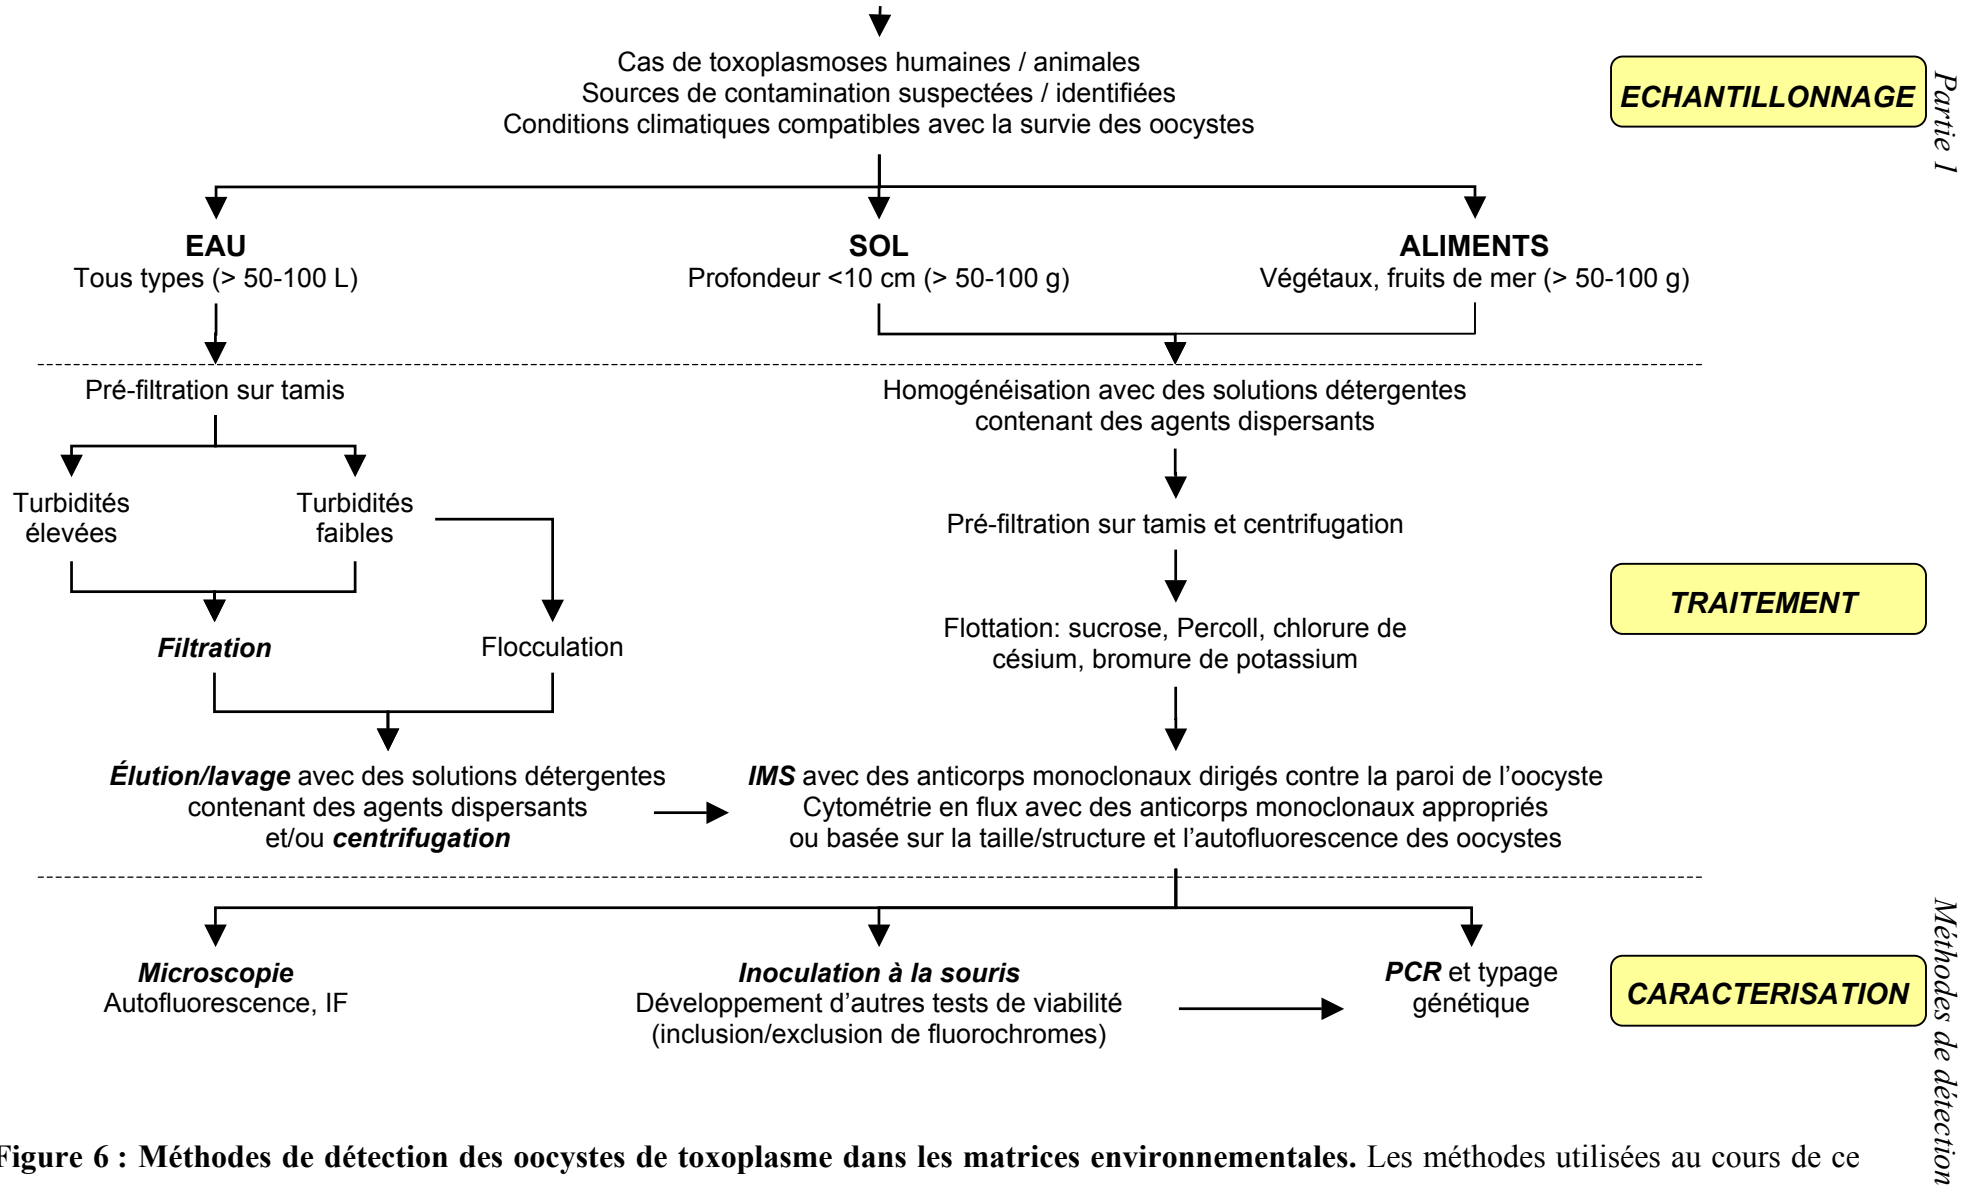 Cas de toxoplasmoses humaines / animales
Sources de contamination suspectées / identifiées
Conditions climatiques compatibles avec la survie des oocystes
ECHANTILLONNAGE
Partie I
EAU
Tous types (> 50-100 L)
SOL
Profondeur <10 cm (> 50-100 g)
ALIMENTS
Végétaux, fruits de mer (> 50-100 g)
Pré-filtration sur tamis
Turbidités
élevées
Turbidités
faibles
Filtration
Flocculation
Élution/lavage avec des solutions détergentes
contenant des agents dispersants
et/ou centrifugation
Homogénéisation avec des solutions détergentes
contenant des agents dispersants
Pré-filtration sur tamis et centrifugation
Flottation: sucrose, Percoll, chlorure de
césium, bromure de potassium
IMS avec des anticorps monoclonaux dirigés contre la paroi de l’oocyste
Cytométrie en flux avec des anticorps monoclonaux appropriés
ou basée sur la taille/structure et l’autofluorescence des oocystes
TRAITEMENT
Microscopie
Autofluorescence, IF
Inoculation à la souris
Développement d’autres tests de viabilité
(inclusion/exclusion de fluorochromes)
PCR et typage
génétique
CARACTERISATION
Méthodes de détection
Figure 6 : Méthodes de détection des oocystes de toxoplasme dans les matrices environnementales. Les méthodes utilisées au cours de ce